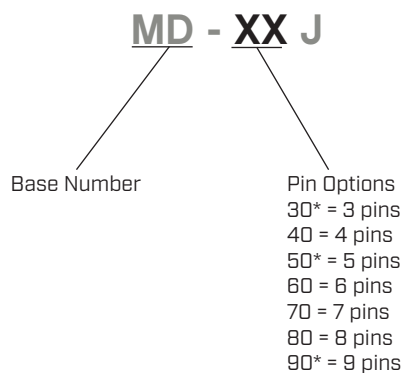 MD - XX J
Base Number
Pin Options
30* = 3 pins
40 = 4 pins
50* = 5 pins
60 = 6 pins
70 = 7 pins
80 = 8 pins
90* = 9 pins